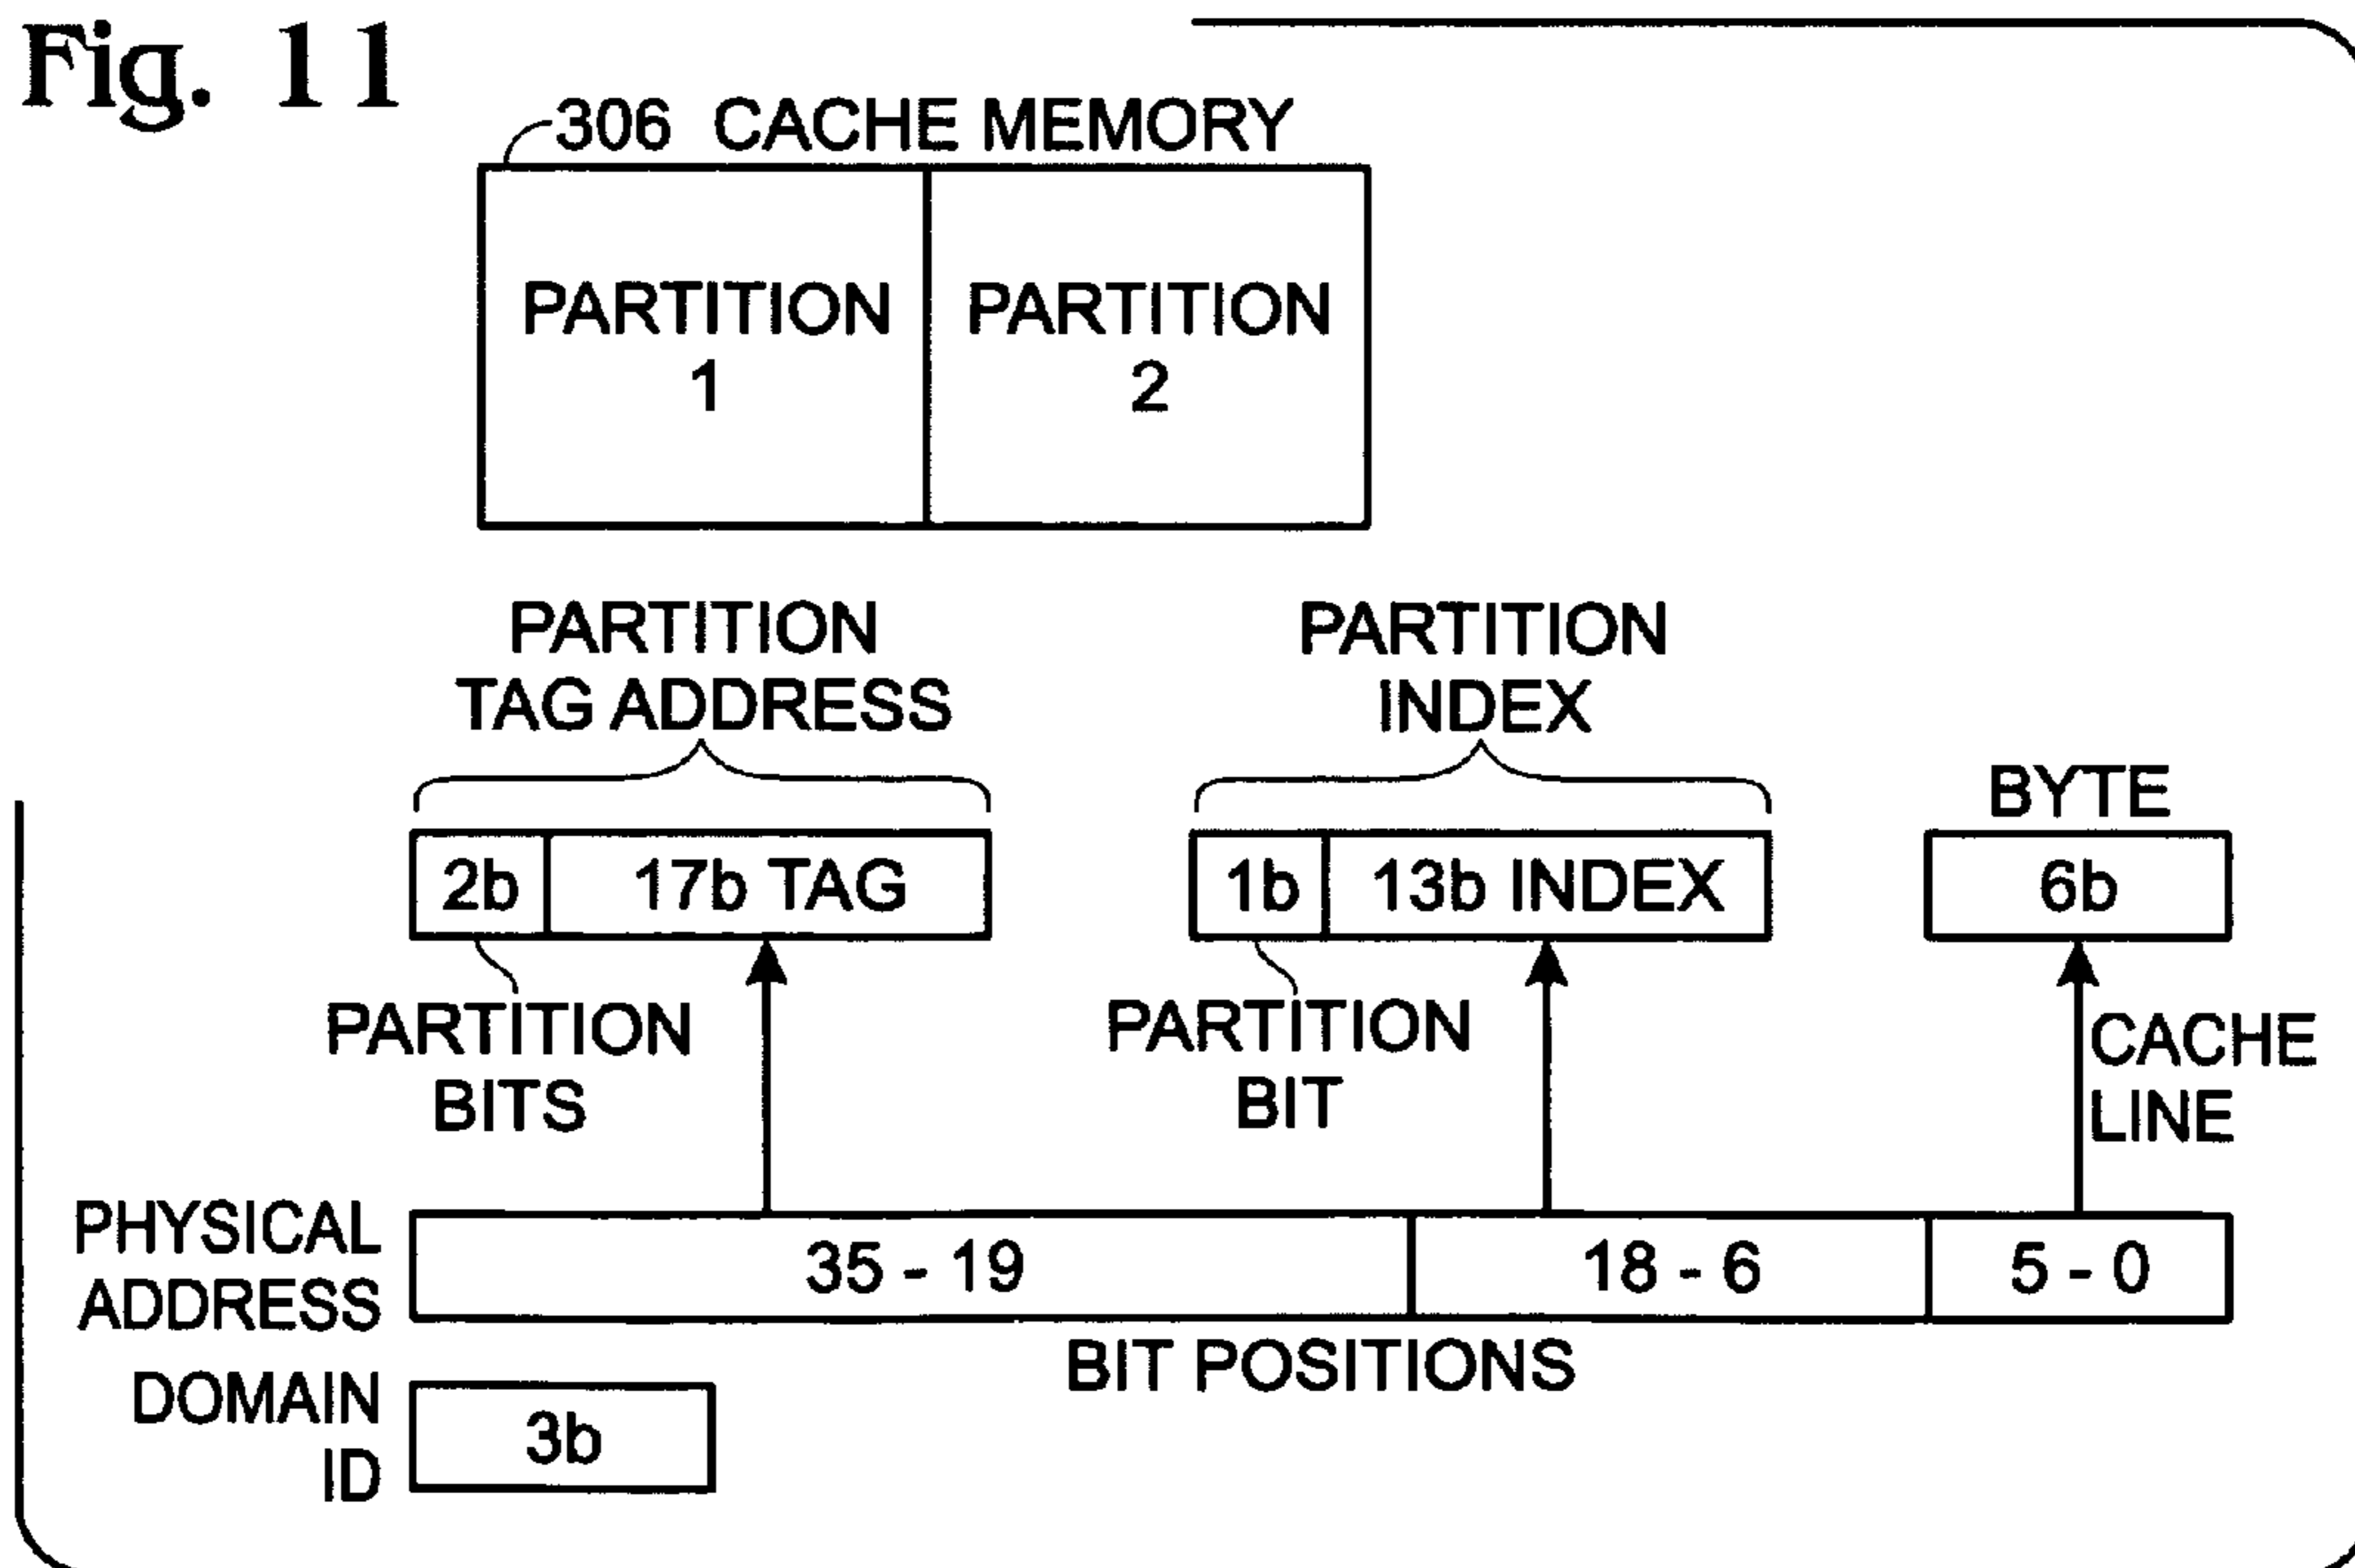 Fig. 11
306 CACHE MEMORY
PARTITION
1
PARTITION
2
PARTITION
TAG ADDRESS
PARTITION
INDEX
BYTE
2b
17b TAG
1b
13b INDEX
6b
PARTITION
BITS
PARTITION
BIT
CACHE
LINE
PHYSICAL
ADDRESS
35 - 19
18 - 6
5 - 0
BIT POSITIONS
DOMAIN
ID
3b